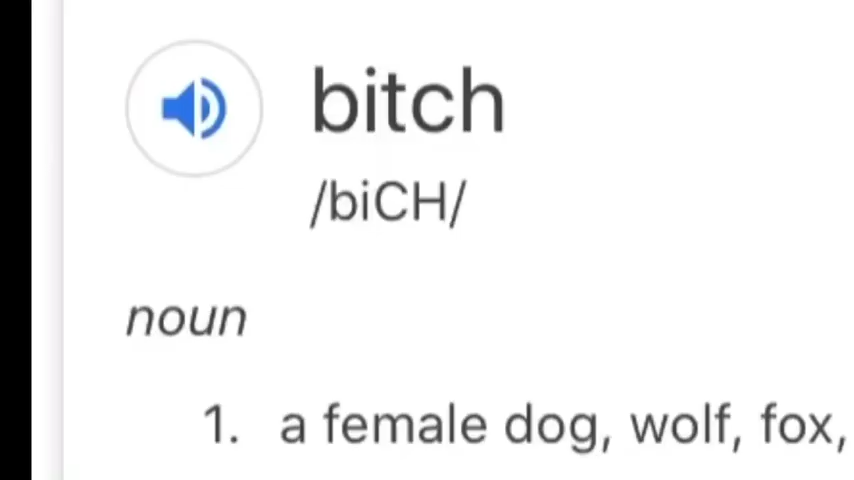 bitch
/biCH/
noun
1. a female dog, wolf, fox,